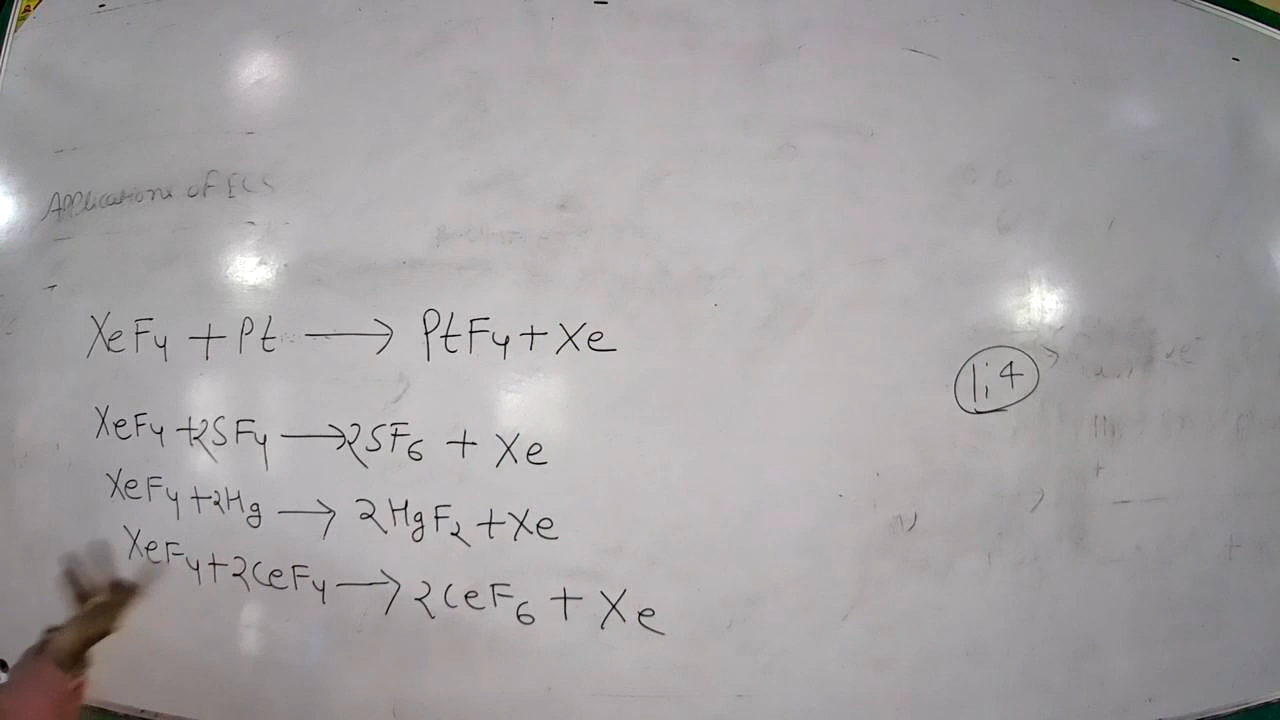 Applications of ECS
XeF4 + Pt → PtF4 + Xe
1:4
XeF4 + 2SF4 → 2SF6 + Xe
XeF4 + 2Hg → 2HgF2 + Xe
XeF4 + 2CeF4 → 2CeF6 + Xe